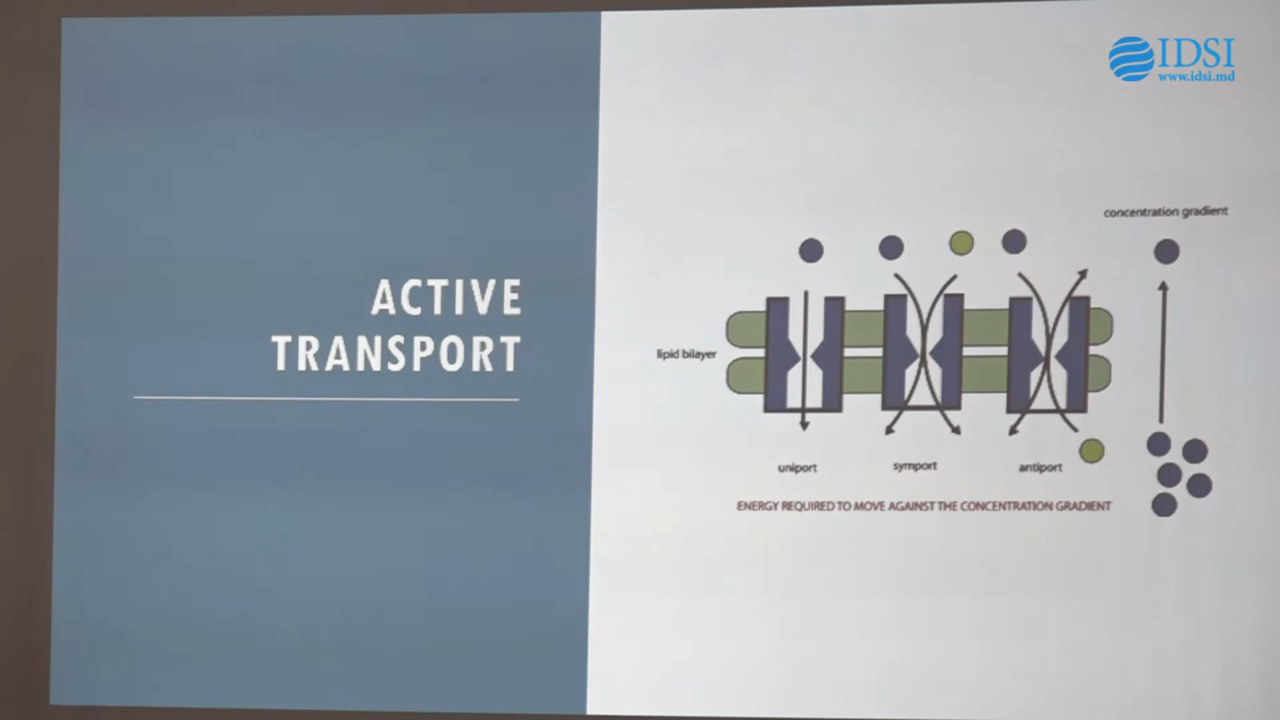 IDSI
www.idsi.md
ACTIVE
TRANSPORT
concentration gradient
lipid bilayer
uniport
symport
antiport
ENERGY REQUIRED TO MOVE AGAINST THE CONCENTRATION GRADIENT